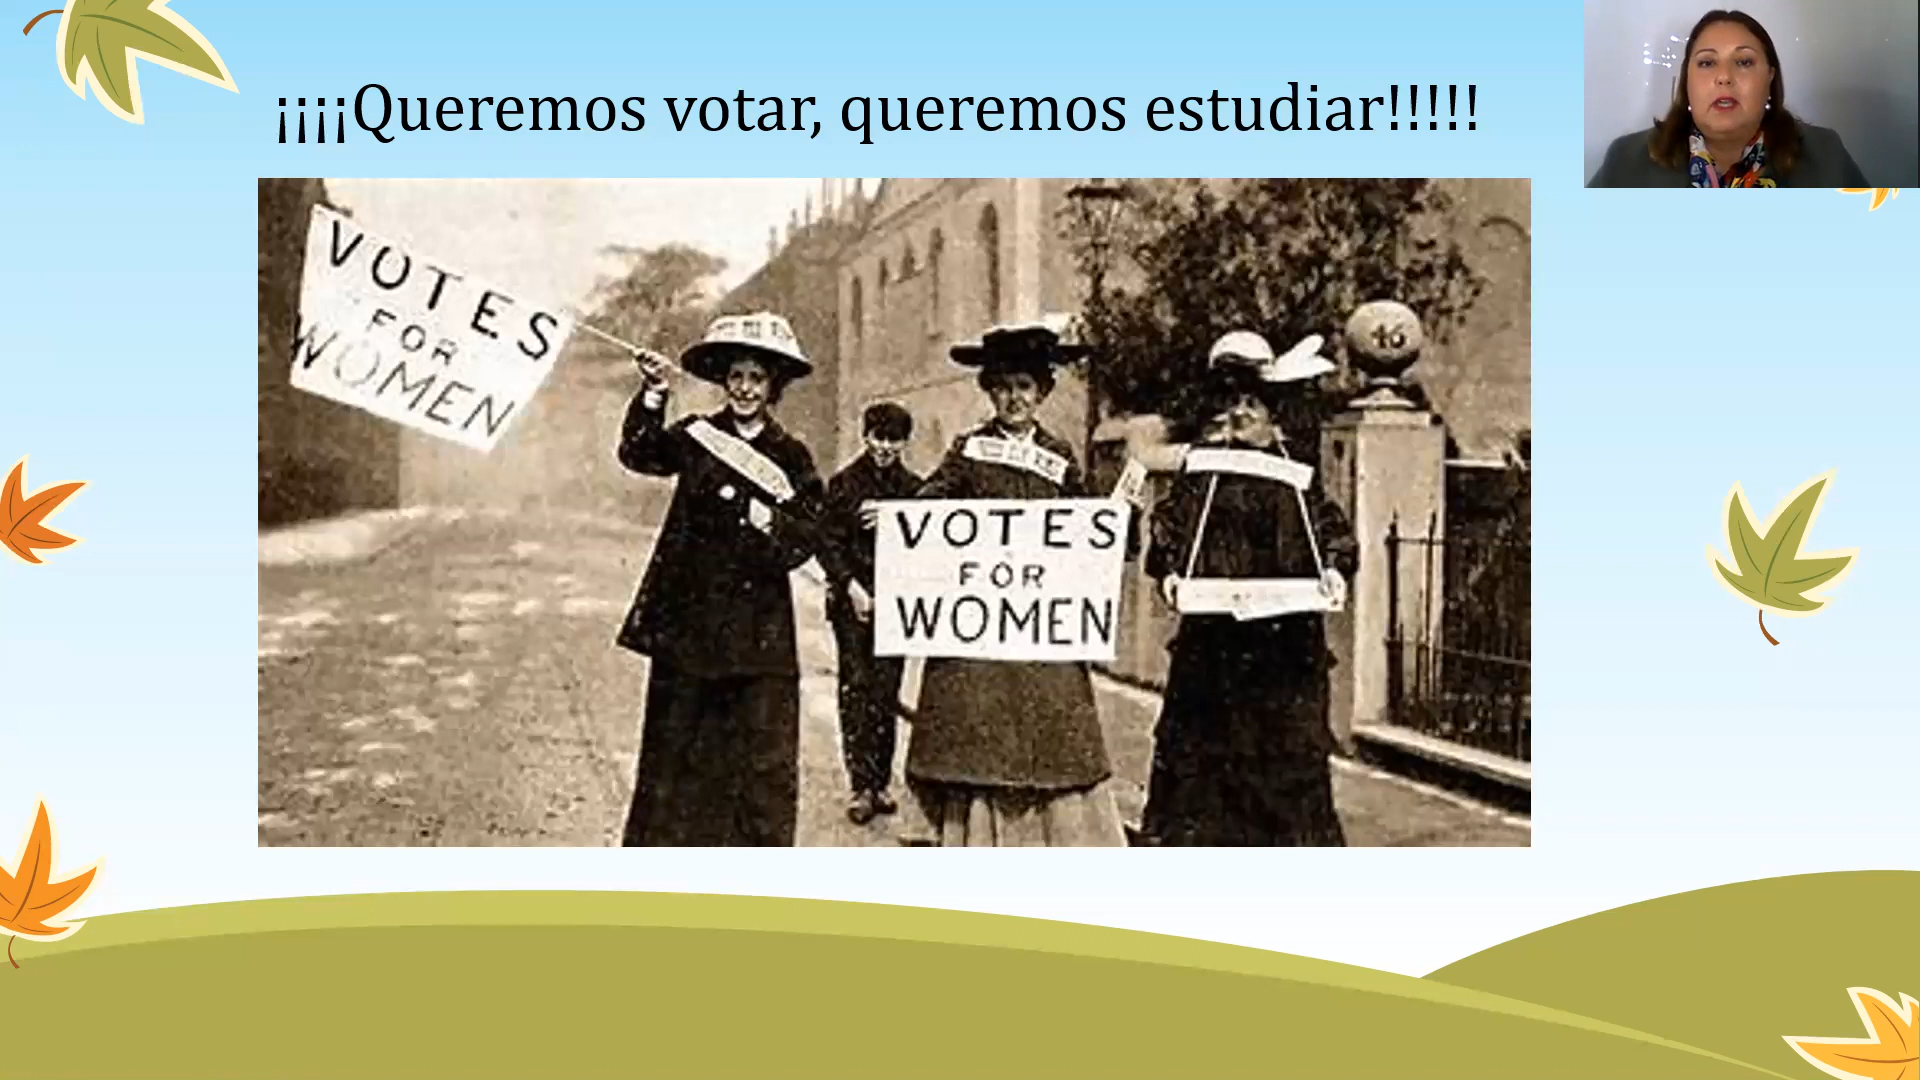 ¡¡¡¡Queremos votar, queremos estudiar!!!!!
VOTES
FOR
WOMEN
46
VOTES
FOR
WOMEN